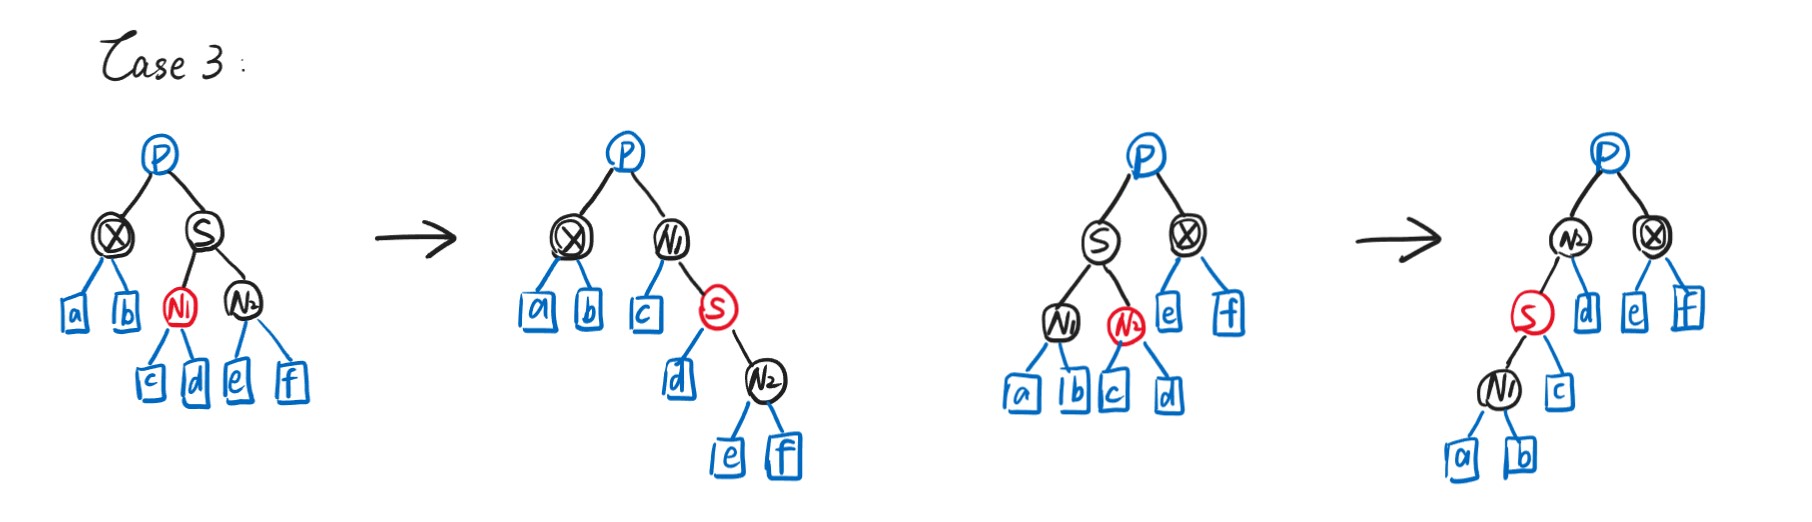 Case 3:
P P P P
X S X N1 S X N2 X
a b N1 N2 a b c S N1 N2 e f S d e f
c d e f d N2 a b c d N1 c
e f a b